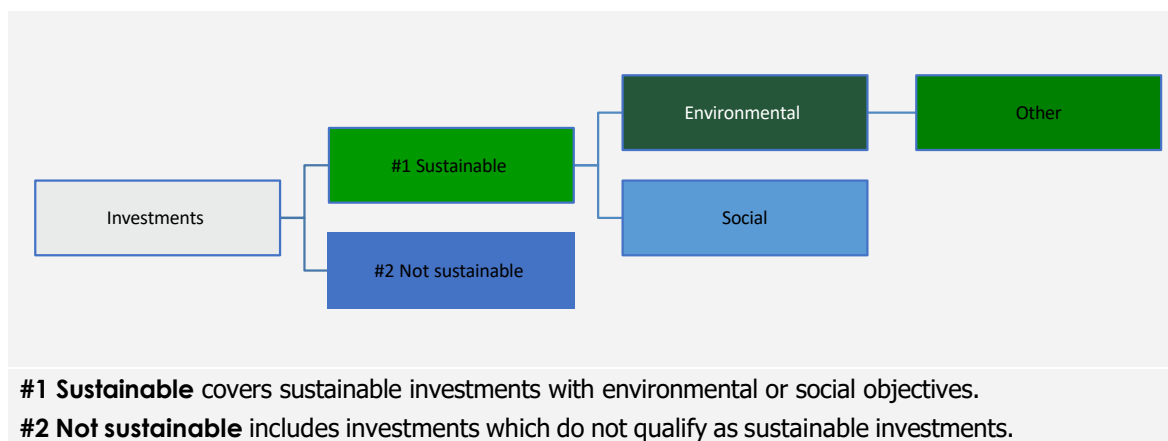 Environmental
Other
#1 Sustainable
Investments
Social
#2 Not sustainable
#1 Sustainable covers sustainable investments with environmental or social objectives.
#2 Not sustainable includes investments which do not qualify as sustainable investments.